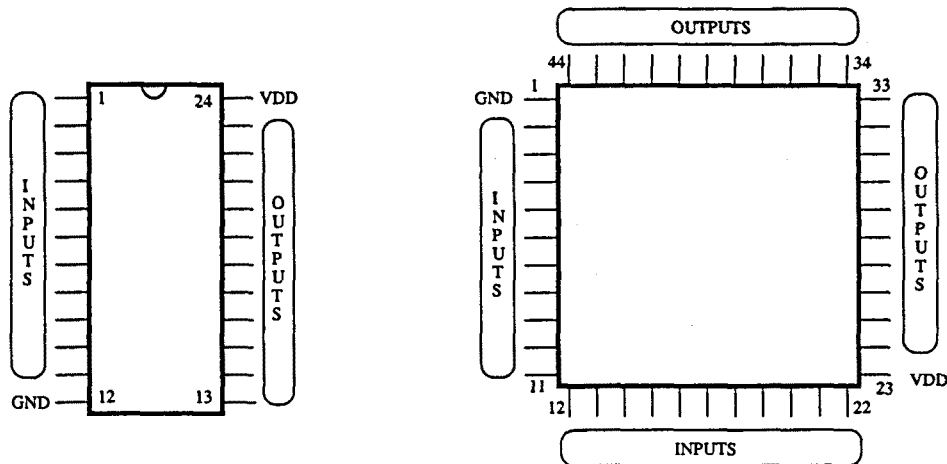 OUTPUTS
44 34
1 24 VDD
GND 1 33
INPUTS
OUTPUTS
INPUTS
OUTPUTS
GND 12 13
11 23 VDD
12 22
INPUTS